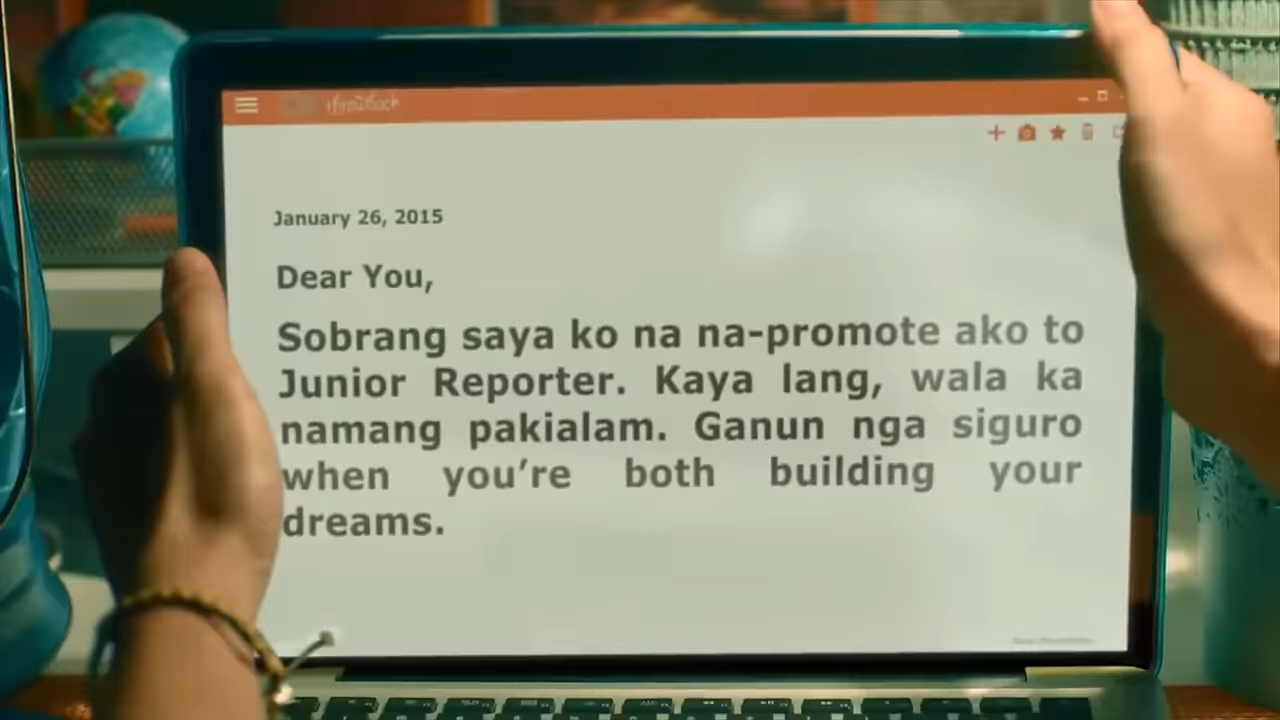 January 26, 2015
Dear You,
Sobrang saya ko na na-promote ako to
Junior Reporter. Kaya lang, wala ka
namang pakialam. Ganun nga siguro
when you're both building your
dreams.